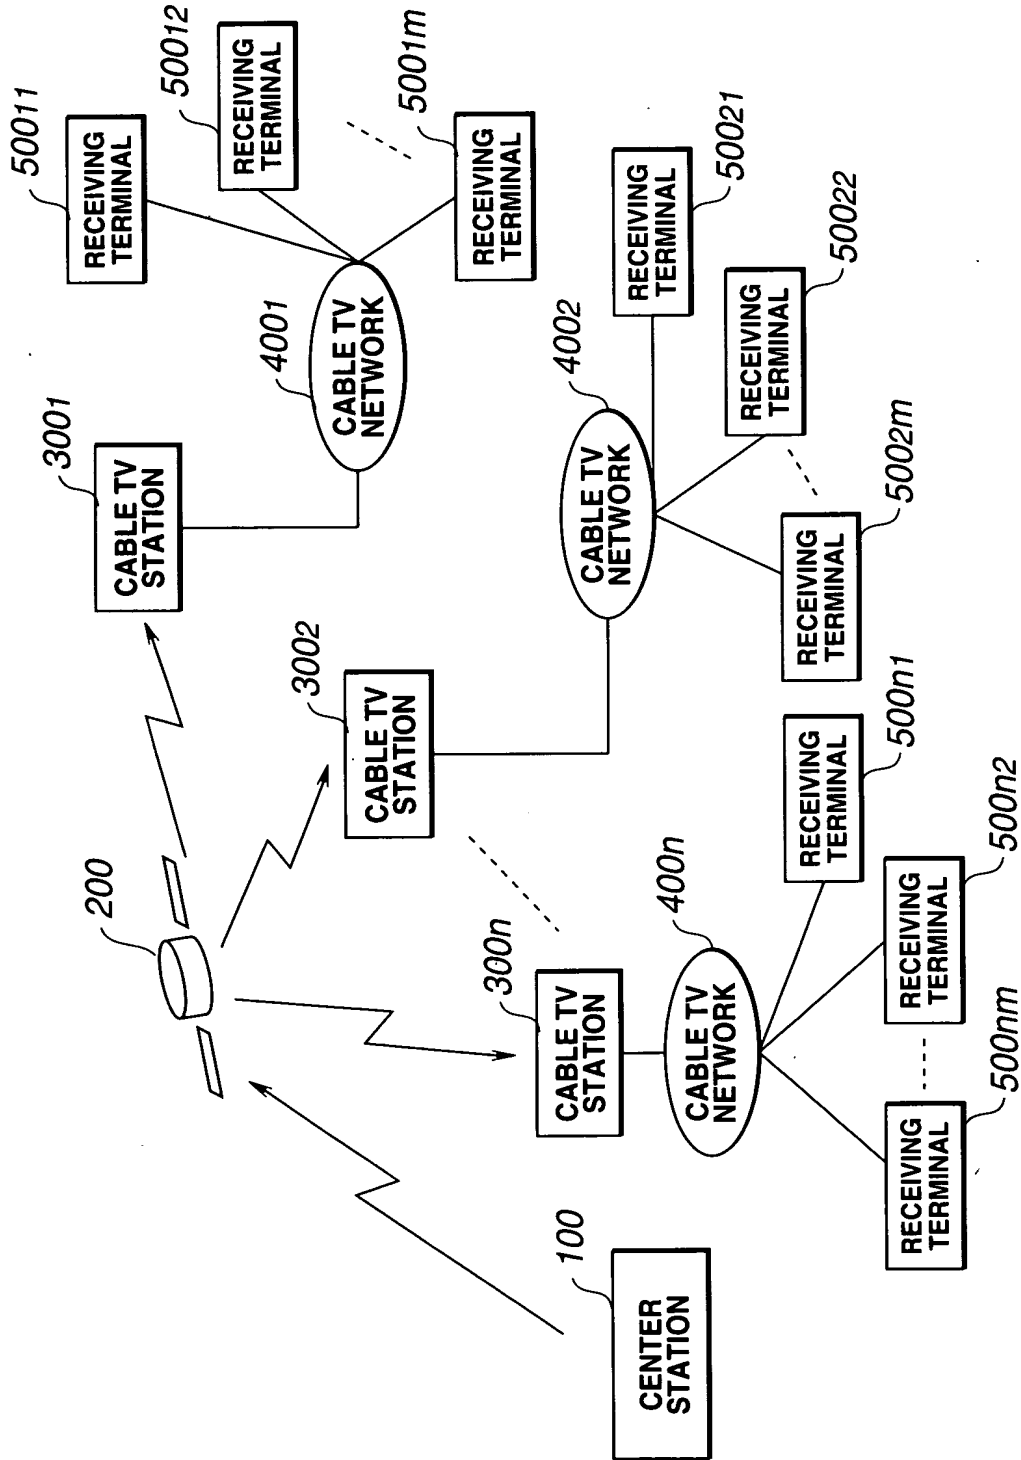 100
CENTER
STATION
200
300n
CABLE TV
STATION
3002
CABLE TV
STATION
3001
CABLE TV
STATION
400n
CABLE TV
NETWORK
4002
CABLE TV
NETWORK
4001
CABLE TV
NETWORK
RECEIVING
TERMINAL
500nm
RECEIVING
TERMINAL
500n2
RECEIVING
TERMINAL
500n1
RECEIVING
TERMINAL
5002m
RECEIVING
TERMINAL
50022
RECEIVING
TERMINAL
50021
RECEIVING
TERMINAL
5001m
RECEIVING
TERMINAL
50012
RECEIVING
TERMINAL
50011